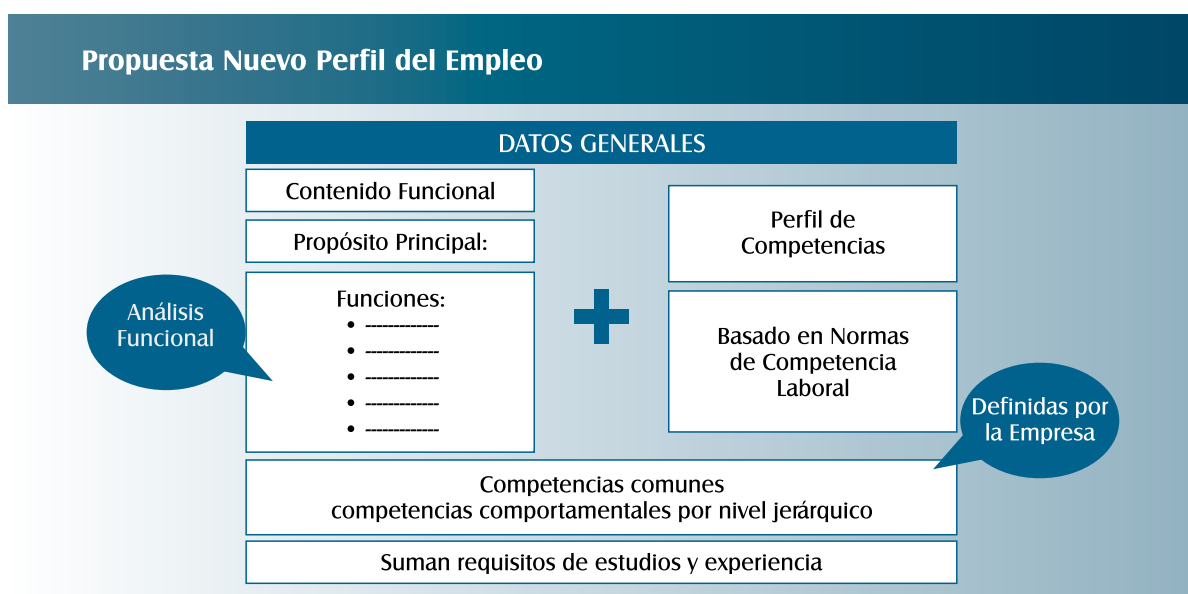 Propuesta Nuevo Perfil del Empleo
DATOS GENERALES
Contenido Funcional
Propósito Principal:
Análisis
Funcional
Funciones:
• -------------
• -------------
• -------------
• -------------
• -------------
Perfil de
Competencias
Basado en Normas
de Competencia
Laboral
Definidas por
la Empresa
Competencias comunes
competencias comportamentales por nivel jerárquico
Suman requisitos de estudios y experiencia